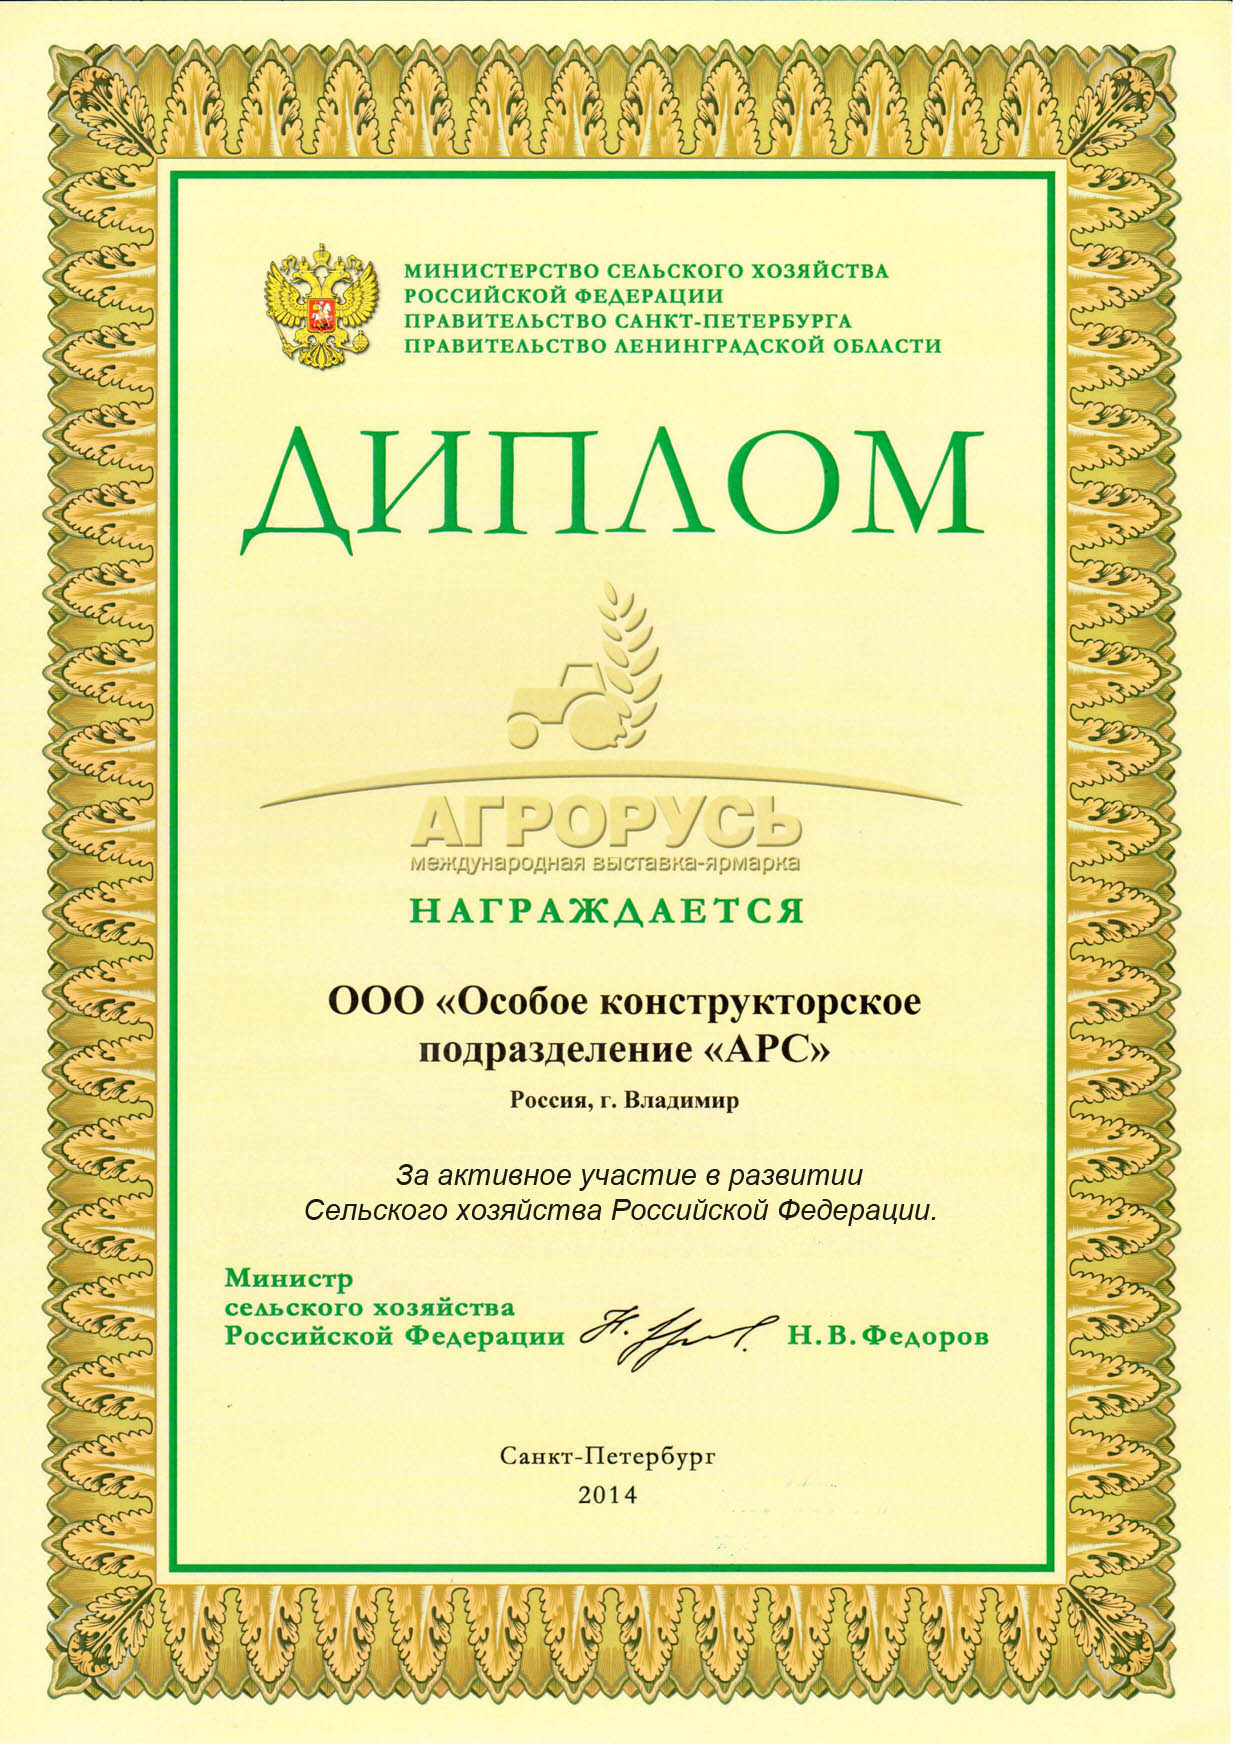 МИНИСТЕРСТВО СЕЛЬСКОГО ХОЗЯЙСТВА
РОССИЙСКОЙ ФЕДЕРАЦИИ
ПРАВИТЕЛЬСТВО САНКТ-ПЕТЕРБУРГА
ПРАВИТЕЛЬСТВО ЛЕНИНГРАДСКОЙ ОБЛАСТИ
ДИПЛОМ
АГРОРУСЬ
международная выставка-ярмарка
НАГРАЖДАЕТСЯ
ООО «Особое конструкторское
подразделение «АРС»
Россия, г. Владимир
За активное участие в развитии
Сельского хозяйства Российской Федерации.
Министр
сельского хозяйства
Российской Федерации Н. В. Федоров
Санкт-Петербург
2014